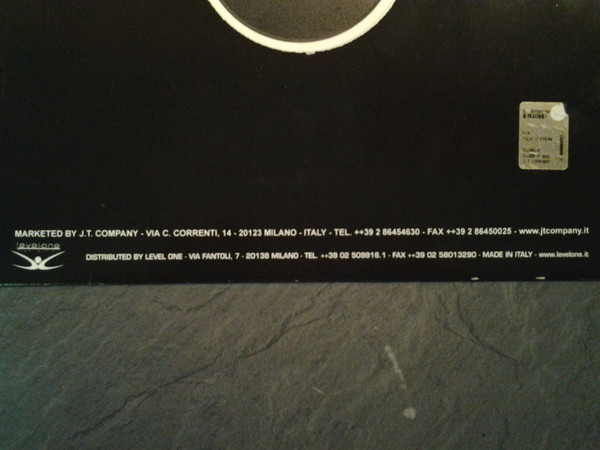 MARKETED BY J.T. COMPANY - VIA C. CORRENTI, 14 - 20123 MILANO - ITALY - TEL. ++39 2 86454630 - FAX ++39 2 86450025 - www.jtcompany.it
levelone
DISTRIBUTED BY LEVEL ONE - VIA FANTOLI, 7 - 20138 MILANO - TEL. ++39 02 509916.1 - FAX ++39 02 58013290 - MADE IN ITALY - www.levelone.it